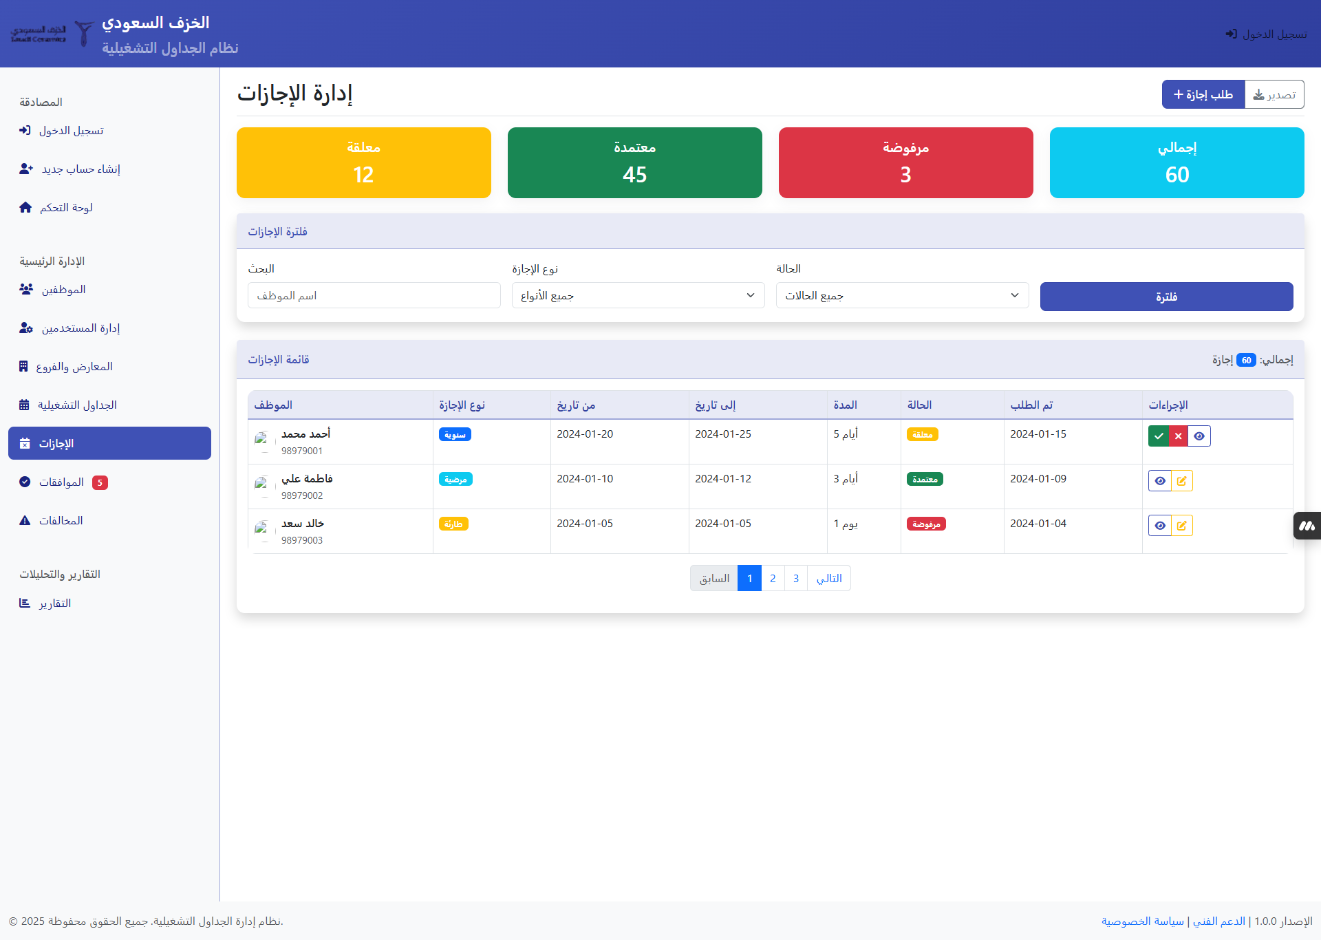 الخزف السعودي
Saudi Ceramics
الخزف السعودي
نظام الجداول التشغيلية
تسجيل الدخول
المصادقة
تسجيل الدخول
إنشاء حساب جديد
لوحة التحكم
الإدارة الرئيسية
الموظفين
إدارة المستخدمين
المعارض والفروع
الجداول التشغيلية
الإجازات
الموافقات 5
المخالفات
التقارير والتحليلات
التقارير
إدارة الإجازات
طلب إجازة
تصدير
معلقة
12
معتمدة
45
مرفوضة
3
إجمالي
60
فلترة الإجازات
البحث
اسم الموظف
نوع الإجازة
جميع الأنواع
الحالة
جميع الحالات
فلترة
قائمة الإجازات
إجمالي: 60 إجازة
الموظف نوع الإجازة من تاريخ إلى تاريخ المدة الحالة تم الطلب الإجراءات
أحمد محمد سنوية 2024-01-20 2024-01-25 5 أيام معلقة 2024-01-15
98979001
فاطمة علي مرضية 2024-01-10 2024-01-12 3 أيام معتمدة 2024-01-09
98979002
خالد سعد طارئة 2024-01-05 2024-01-05 1 يوم مرفوضة 2024-01-04
98979003
السابق 1 2 3 التالي
© 2025 نظام إدارة الجداول التشغيلية. جميع الحقوق محفوظة.
الإصدار 1.0.0 | الدعم الفني | سياسة الخصوصية